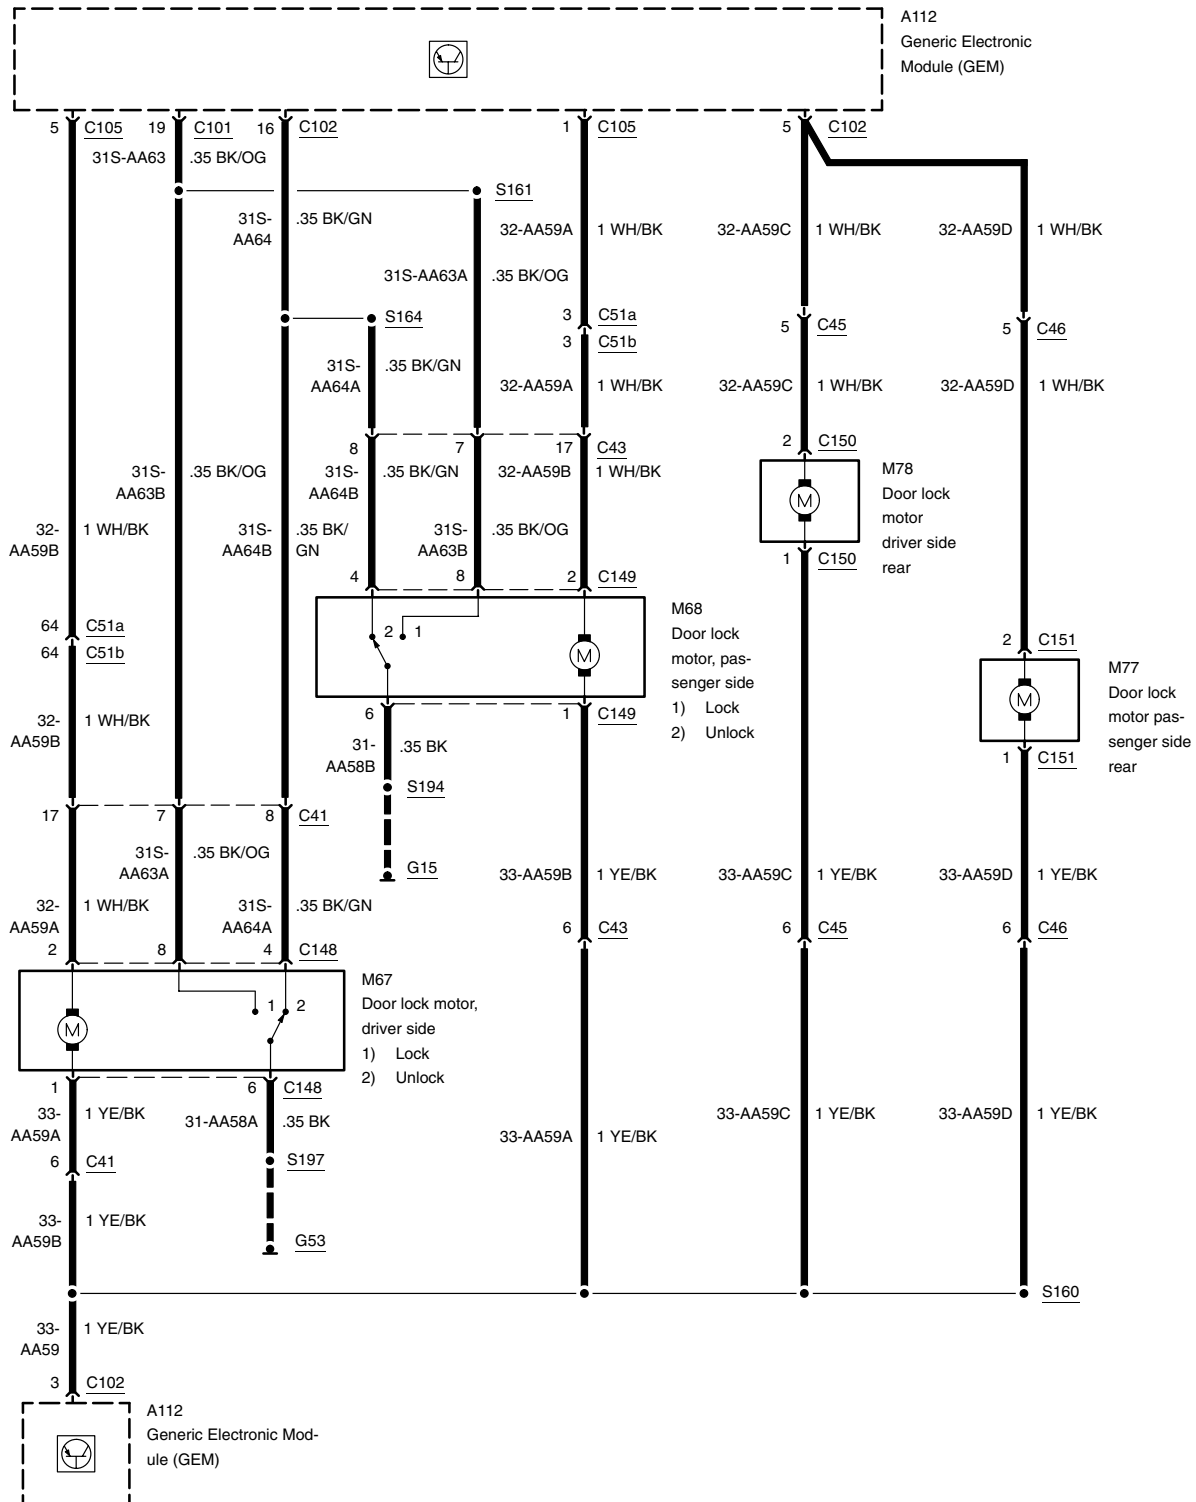 A112
Generic Electronic
Module (GEM)
5 C105 19 C101 16 C102 1 C105 5 C102
31S-AA63 .35 BK/OG
S161
31S- .35 BK/GN
AA64
32-AA59A 1 WH/BK 32-AA59C 1 WH/BK 32-AA59D 1 WH/BK
31S-AA63A .35 BK/OG
S164
3 C51a
5 C45 5 C46
3 C51b
31S- .35 BK/GN
AA64A
32-AA59A 1 WH/BK 32-AA59C 1 WH/BK 32-AA59D 1 WH/BK
8 7 17 C43
2 C150
31S- .35 BK/OG
AA63B
31S- .35 BK/GN 32-AA59B 1 WH/BK
AA64B
M78
Door lock
motor
driver side
rear
M
32- 1 WH/BK
AA59B
31S- .35 BK/
AA64B GN
31S- .35 BK/OG
AA63B
1 C150
4 8 2 C149
M68
Door lock
motor, pas-
senger side
1) Lock
2) Unlock
2 1
M
64 C51a
64 C51b
2 C151
M77
Door lock
motor pas-
senger side
rear
M
1 C151
32- 1 WH/BK
AA59B
6 1 C149
31- .35 BK
AA58B
S194
17 7 8 C41
31S- .35 BK/OG
AA63A
G15
33-AA59B 1 YE/BK 33-AA59C 1 YE/BK 33-AA59D 1 YE/BK
32- 1 WH/BK
AA59A
31S- .35 BK/GN
AA64A
6 C43 6 C45 6 C46
2 8 4 C148
M67
Door lock motor,
driver side
1) Lock
2) Unlock
1 2
M
1 6 C148
33- 1 YE/BK
AA59A
31-AA58A .35 BK
33-AA59A 1 YE/BK 33-AA59C 1 YE/BK 33-AA59D 1 YE/BK
6 C41
S197
33- 1 YE/BK
AA59B
G53
S160
33- 1 YE/BK
AA59
3 C102
A112
Generic Electronic Mod-
ule (GEM)